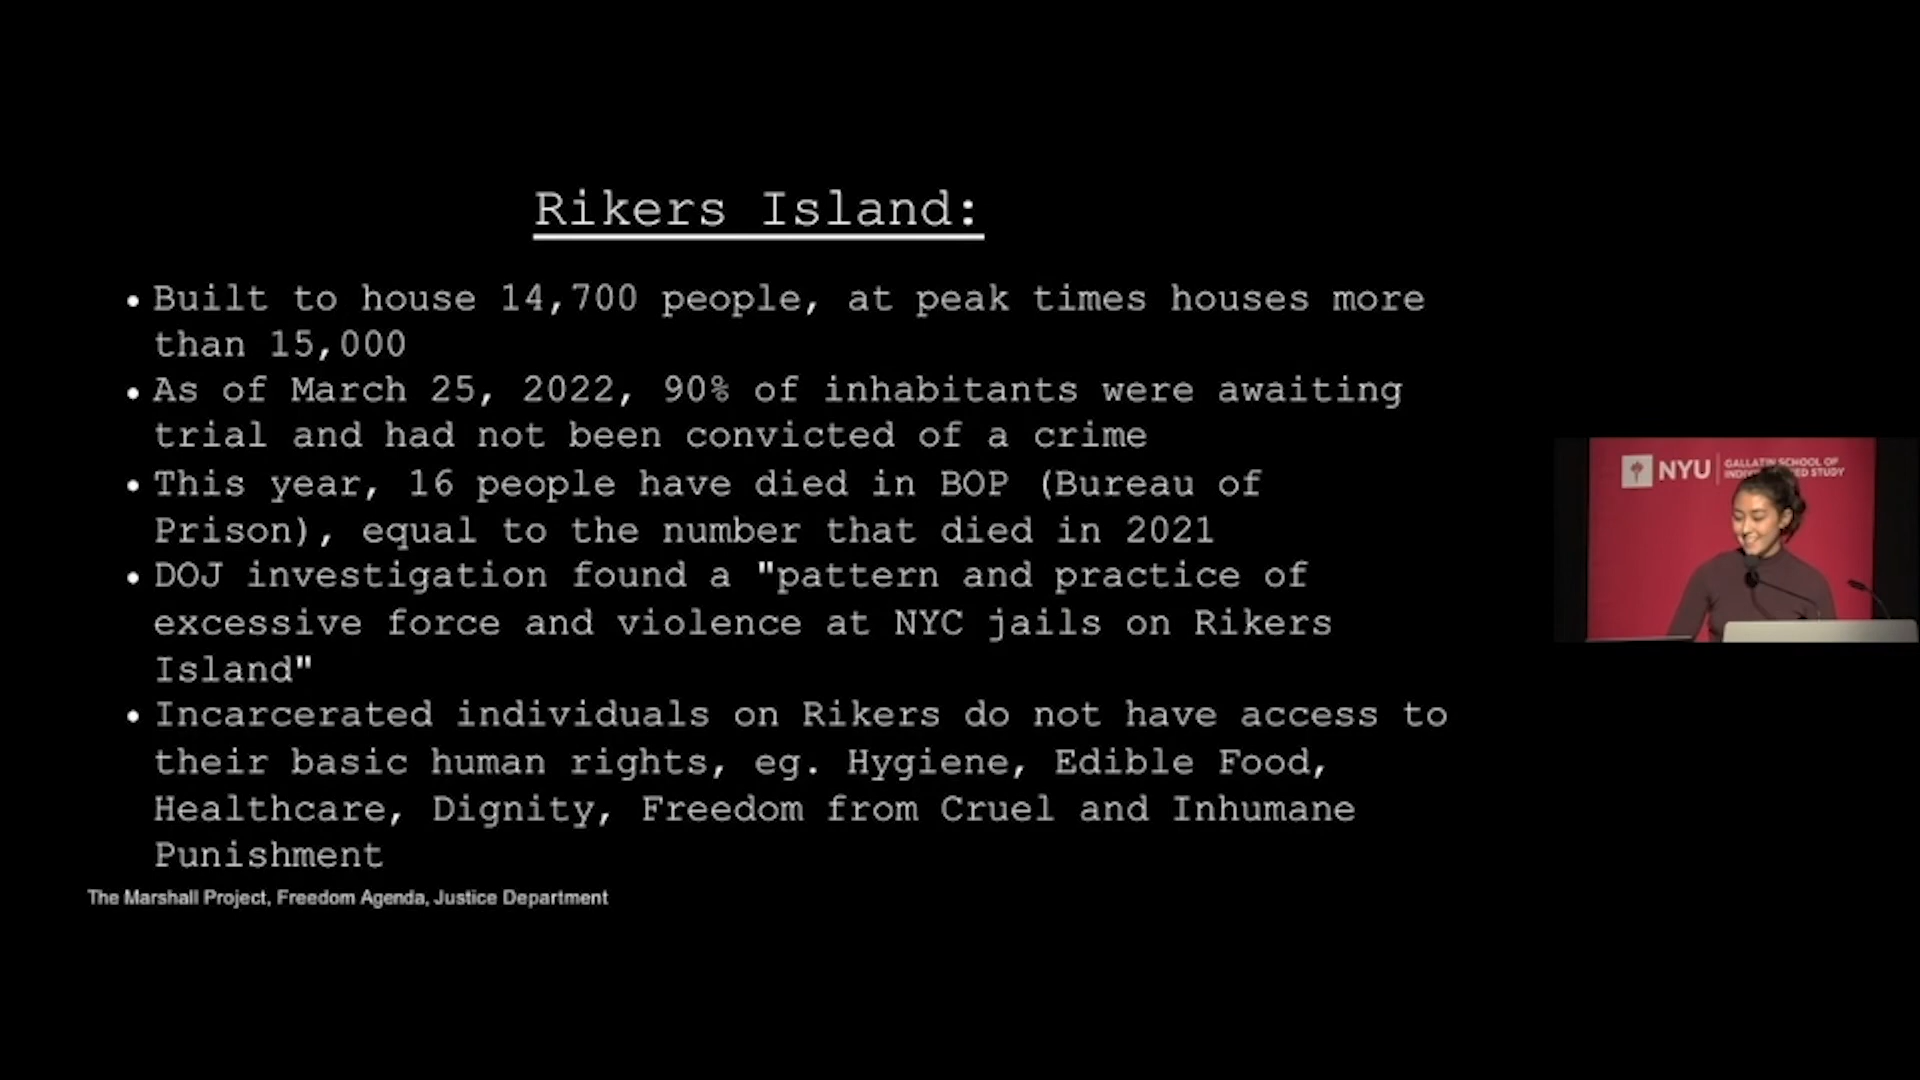 Rikers Island:
• Built to house 14,700 people, at peak times houses more
than 15,000
• As of March 25, 2022, 90% of inhabitants were awaiting
trial and had not been convicted of a crime
• This year, 16 people have died in BOP (Bureau of
Prison), equal to the number that died in 2021
• DOJ investigation found a "pattern and practice of
excessive force and violence at NYC jails on Rikers
Island"
• Incarcerated individuals on Rikers do not have access to
their basic human rights, eg. Hygiene, Edible Food,
Healthcare, Dignity, Freedom from Cruel and Inhumane
Punishment
The Marshall Project, Freedom Agenda, Justice Department
NYU
GALLATIN SCHOOL OF
STUDY